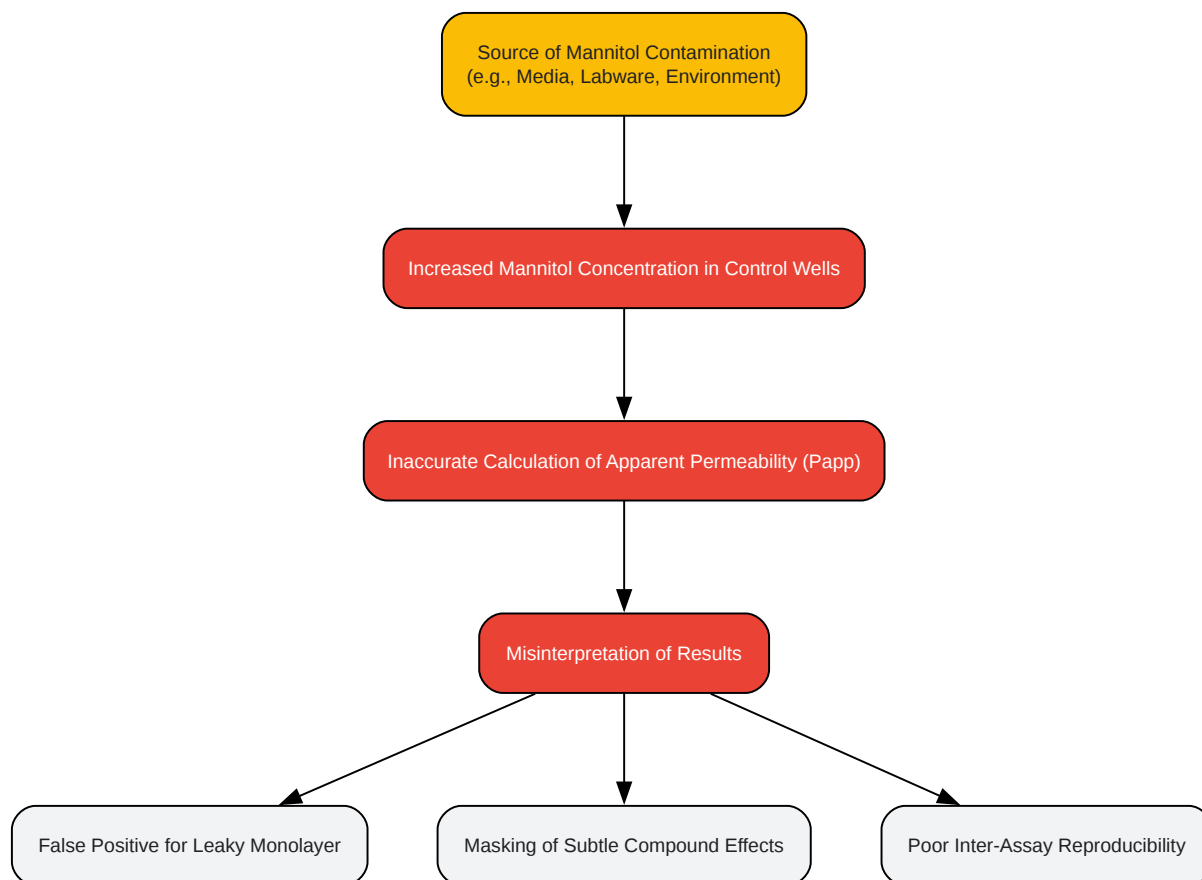 Source of Mannitol Contamination
(e.g., Media, Labware, Environment)
Increased Mannitol Concentration in Control Wells
Inaccurate Calculation of Apparent Permeability (Papp)
Misinterpretation of Results
False Positive for Leaky Monolayer
Masking of Subtle Compound Effects
Poor Inter-Assay Reproducibility